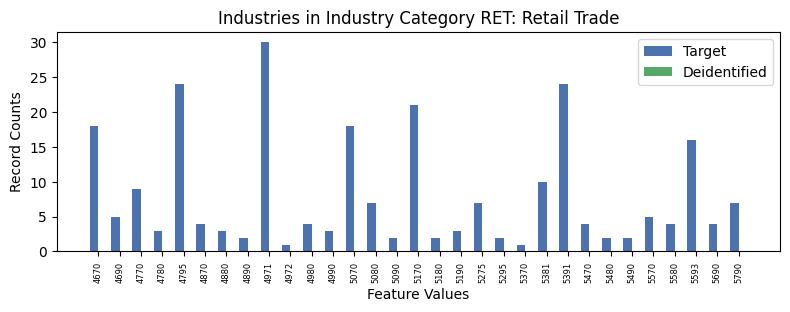 Industries in Industry Category RET: Retail Trade
Target
Deidentified
Record Counts
30
25
20
15
10
5
0
4670 4690 4770 4780 4795 4870 4880 4890 4971 4972 4980 4990 5070 5080 5090 5170 5180 5190 5275 5295 5370 5381 5391 5470 5480 5490 5570 5580 5593 5690 5790
Feature Values